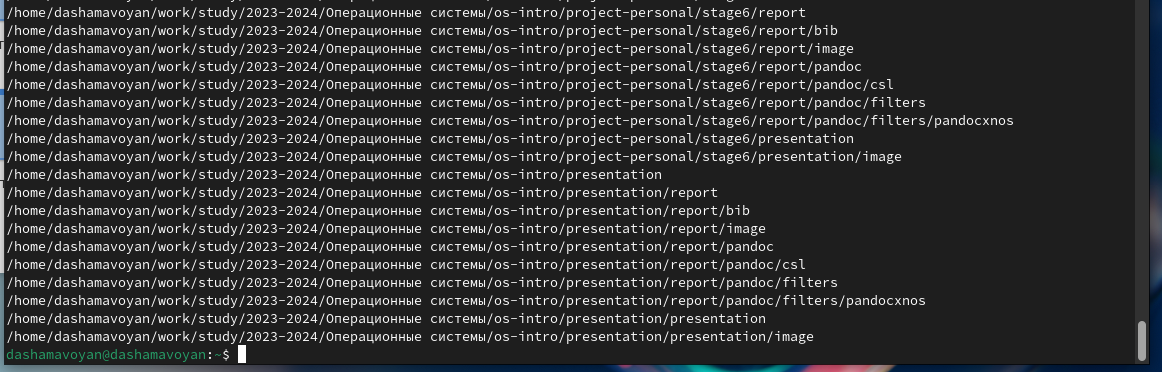 /home/dashamavoyan/work/study/2023-2024/Операционные системы/os-intro/project-personal/stage6/report
/home/dashamavoyan/work/study/2023-2024/Операционные системы/os-intro/project-personal/stage6/report/bib
/home/dashamavoyan/work/study/2023-2024/Операционные системы/os-intro/project-personal/stage6/report/image
/home/dashamavoyan/work/study/2023-2024/Операционные системы/os-intro/project-personal/stage6/report/pandoc
/home/dashamavoyan/work/study/2023-2024/Операционные системы/os-intro/project-personal/stage6/report/pandoc/csl
/home/dashamavoyan/work/study/2023-2024/Операционные системы/os-intro/project-personal/stage6/report/pandoc/filters
/home/dashamavoyan/work/study/2023-2024/Операционные системы/os-intro/project-personal/stage6/report/pandoc/filters/pandocxnos
/home/dashamavoyan/work/study/2023-2024/Операционные системы/os-intro/project-personal/stage6/presentation
/home/dashamavoyan/work/study/2023-2024/Операционные системы/os-intro/project-personal/stage6/presentation/image
/home/dashamavoyan/work/study/2023-2024/Операционные системы/os-intro/presentation
/home/dashamavoyan/work/study/2023-2024/Операционные системы/os-intro/presentation/report
/home/dashamavoyan/work/study/2023-2024/Операционные системы/os-intro/presentation/report/bib
/home/dashamavoyan/work/study/2023-2024/Операционные системы/os-intro/presentation/report/image
/home/dashamavoyan/work/study/2023-2024/Операционные системы/os-intro/presentation/report/pandoc
/home/dashamavoyan/work/study/2023-2024/Операционные системы/os-intro/presentation/report/pandoc/csl
/home/dashamavoyan/work/study/2023-2024/Операционные системы/os-intro/presentation/report/pandoc/filters
/home/dashamavoyan/work/study/2023-2024/Операционные системы/os-intro/presentation/report/pandoc/filters/pandocxnos
/home/dashamavoyan/work/study/2023-2024/Операционные системы/os-intro/presentation/presentation
/home/dashamavoyan/work/study/2023-2024/Операционные системы/os-intro/presentation/presentation/image
dashamavoyan@dashamavoyan:~$